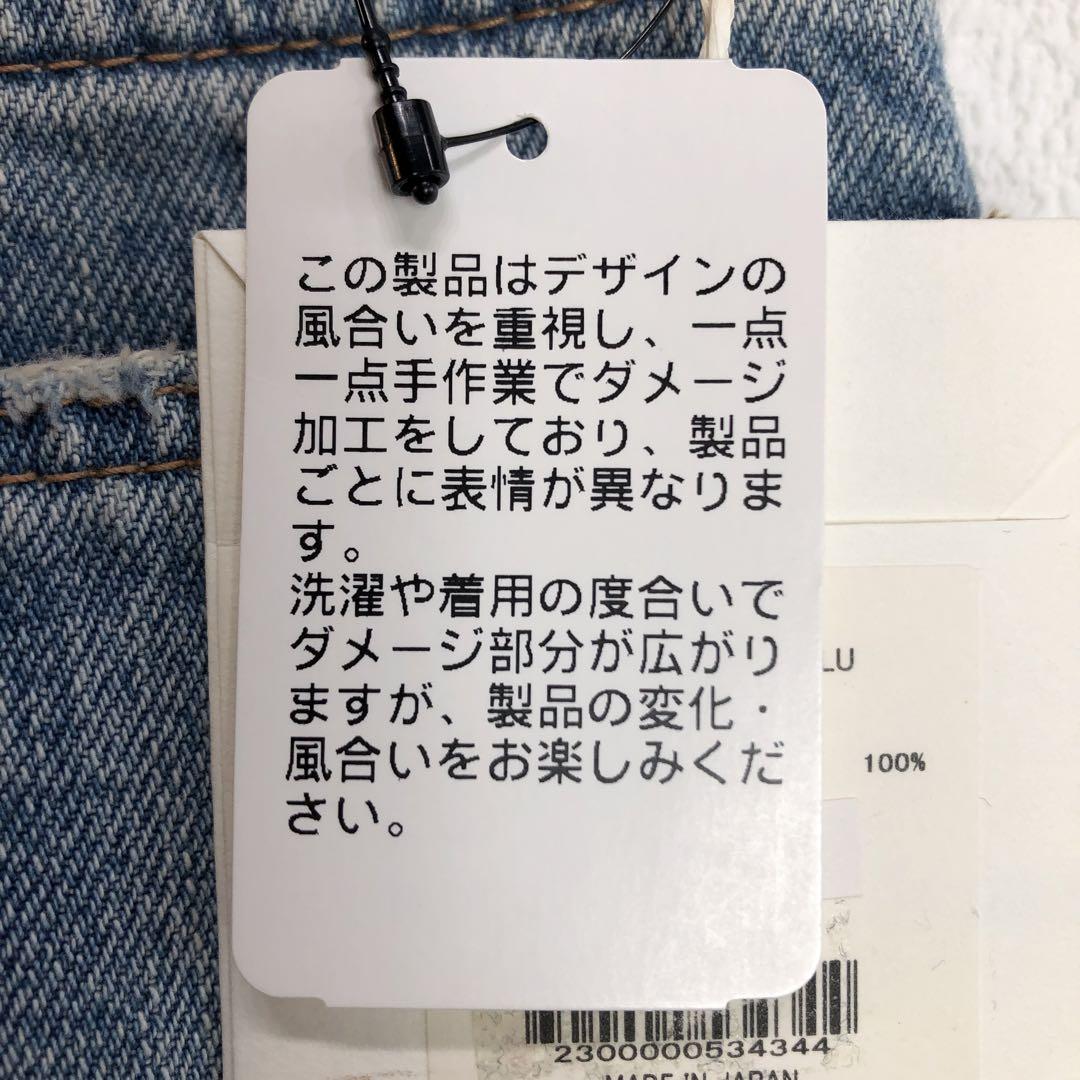 この製品はデザインの
風合いを重視し、一点
一点手作業でダメージ
加工をしており、製品
ごとに表情が異なりま
す。
洗濯や着用の度合いで
ダメージ部分が広がり
ますが、製品の変化・
風合いをお楽しみくだ
さい。
LU
100%
2300000534344
MADE IN JAPAN